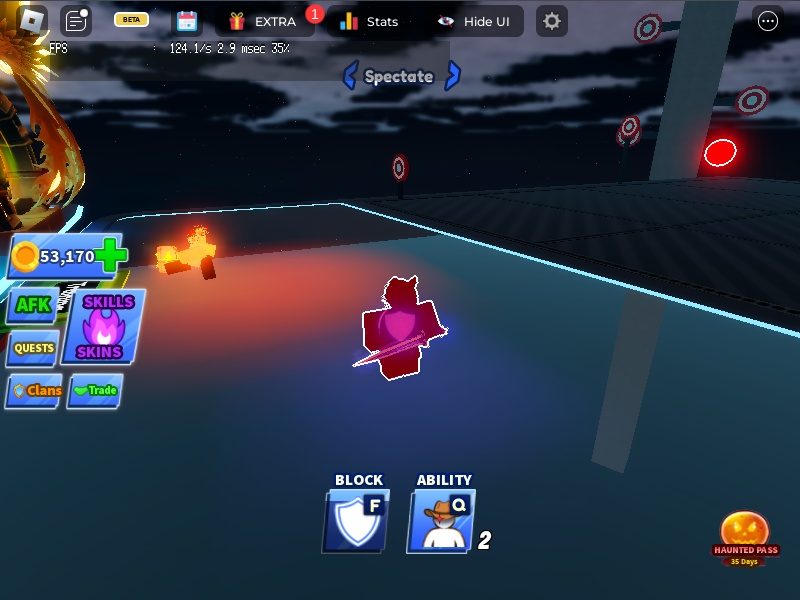 BETA
EXTRA
1
Stats
Hide UI
FPS : 124.1/s 2.9 msec 35%
Spectate
53,170
AFK
SKILLS
SKINS
QUESTS
Clans
Trade
BLOCK
F
ABILITY
Q
2
HAUNTED PASS
35 Days